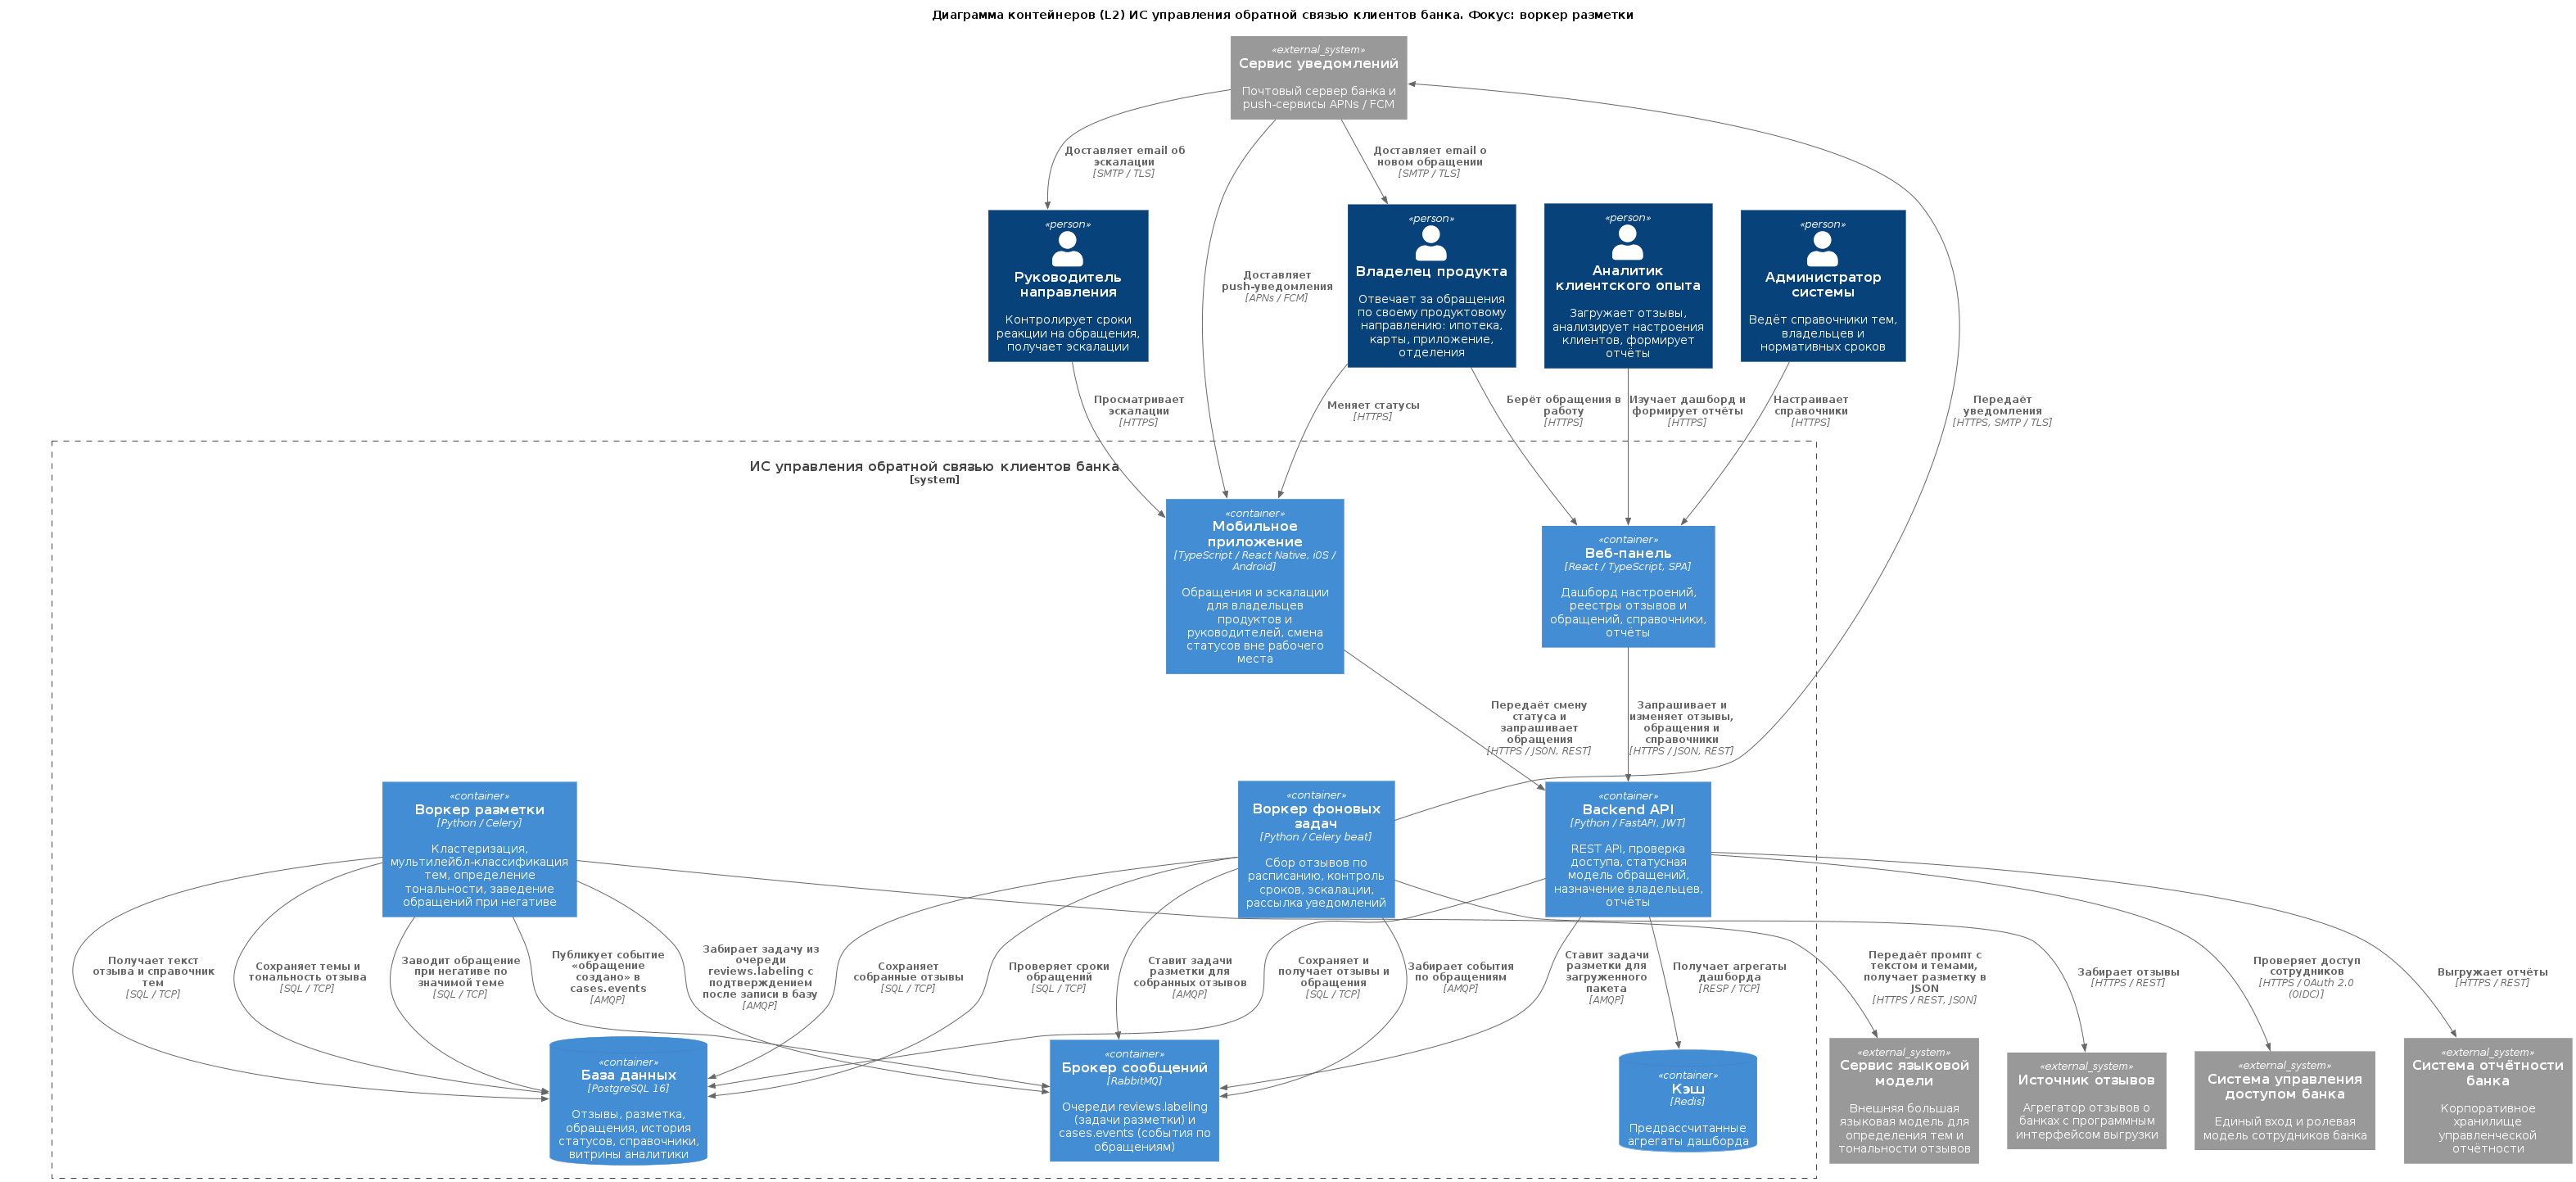 Диаграмма контейнеров (L2) ИС управления обратной связью клиентов банка. Фокус: воркер разметки
«external_system»
Сервис уведомлений
Почтовый сервер банка и
push-сервисы APNs / FCM
Доставляет email об
эскалации
[SMTP / TLS]
Доставляет email о
новом обращении
[SMTP / TLS]
«person»
Руководитель
направления
Контролирует сроки
реакции на обращения,
получает эскалации
Доставляет
push-уведомления
[APNs / FCM]
«person»
Владелец продукта
Отвечает за обращения
по своему продуктовому
направлению: ипотека,
карты, приложение,
отделения
«person»
Аналитик
клиентского опыта
Загружает отзывы,
анализирует настроения
клиентов, формирует
отчёты
«person»
Администратор
системы
Ведёт справочники тем,
владельцев и
нормативных сроков
Просматривает
эскалации
[HTTPS]
Меняет статусы
[HTTPS]
Берёт обращения в
работу
[HTTPS]
Изучает дашборд и
формирует отчёты
[HTTPS]
Настраивает
справочники
[HTTPS]
Передаёт
уведомления
[HTTPS, SMTP / TLS]
ИС управления обратной связью клиентов банка
[system]
«container»
Мобильное
приложение
[TypeScript / React Native, iOS /
Android]
Обращения и эскалации
для владельцев
продуктов и
руководителей, смена
статусов вне рабочего
места
«container»
Веб-панель
[React / TypeScript, SPA]
Дашборд настроений,
реестры отзывов и
обращений, справочники,
отчёты
Передаёт смену
статуса и
запрашивает
обращения
[HTTPS / JSON, REST]
Запрашивает и
изменяет отзывы,
обращения и
справочники
[HTTPS / JSON, REST]
«container»
Воркер разметки
[Python / Celery]
Кластеризация,
мультилейбл-классификация
тем, определение
тональности, заведение
обращений при негативе
«container»
Воркер фоновых
задач
[Python / Celery beat]
Сбор отзывов по
расписанию, контроль
сроков, эскалации,
рассылка уведомлений
«container»
Backend API
[Python / FastAPI, JWT]
REST API, проверка
доступа, статусная
модель обращений,
назначение владельцев,
отчёты
Получает текст
отзыва и справочник
тем
[SQL / TCP]
Сохраняет темы и
тональность отзыва
[SQL / TCP]
Заводит обращение
при негативе по
значимой теме
[SQL / TCP]
Публикует событие
«обращение
создано» в
cases.events
[AMQP]
Забирает задачу из
очереди
reviews.labeling с
подтверждением
после записи в базу
[AMQP]
Сохраняет
собранные отзывы
[SQL / TCP]
Проверяет сроки
обращений
[SQL / TCP]
Ставит задачи
разметки для
собранных отзывов
[AMQP]
Сохраняет и
получает отзывы и
обращения
[SQL / TCP]
Забирает события
по обращениям
[AMQP]
Ставит задачи
разметки для
загруженного
пакета
[AMQP]
Получает агрегаты
дашборда
[RESP / TCP]
Передаёт промпт с
текстом и темами,
получает разметку в
JSON
[HTTPS / REST, JSON]
Забирает отзывы
[HTTPS / REST]
Проверяет доступ
сотрудников
[HTTPS / OAuth 2.0
(OIDC)]
Выгружает отчёты
[HTTPS / REST]
«container»
База данных
[PostgreSQL 16]
Отзывы, разметка,
обращения, история
статусов, справочники,
витрины аналитики
«container»
Брокер сообщений
[RabbitMQ]
Очереди reviews.labeling
(задачи разметки) и
cases.events (события по
обращениям)
«container»
Кэш
[Redis]
Предрассчитанные
агрегаты дашборда
«external_system»
Сервис языковой
модели
Внешняя большая
языковая модель для
определения тем и
тональности отзывов
«external_system»
Источник отзывов
Агрегатор отзывов о
банках с программным
интерфейсом выгрузки
«external_system»
Система управления
доступом банка
Единый вход и ролевая
модель сотрудников банка
«external_system»
Система отчётности
банка
Корпоративное
хранилище
управленческой
отчётности